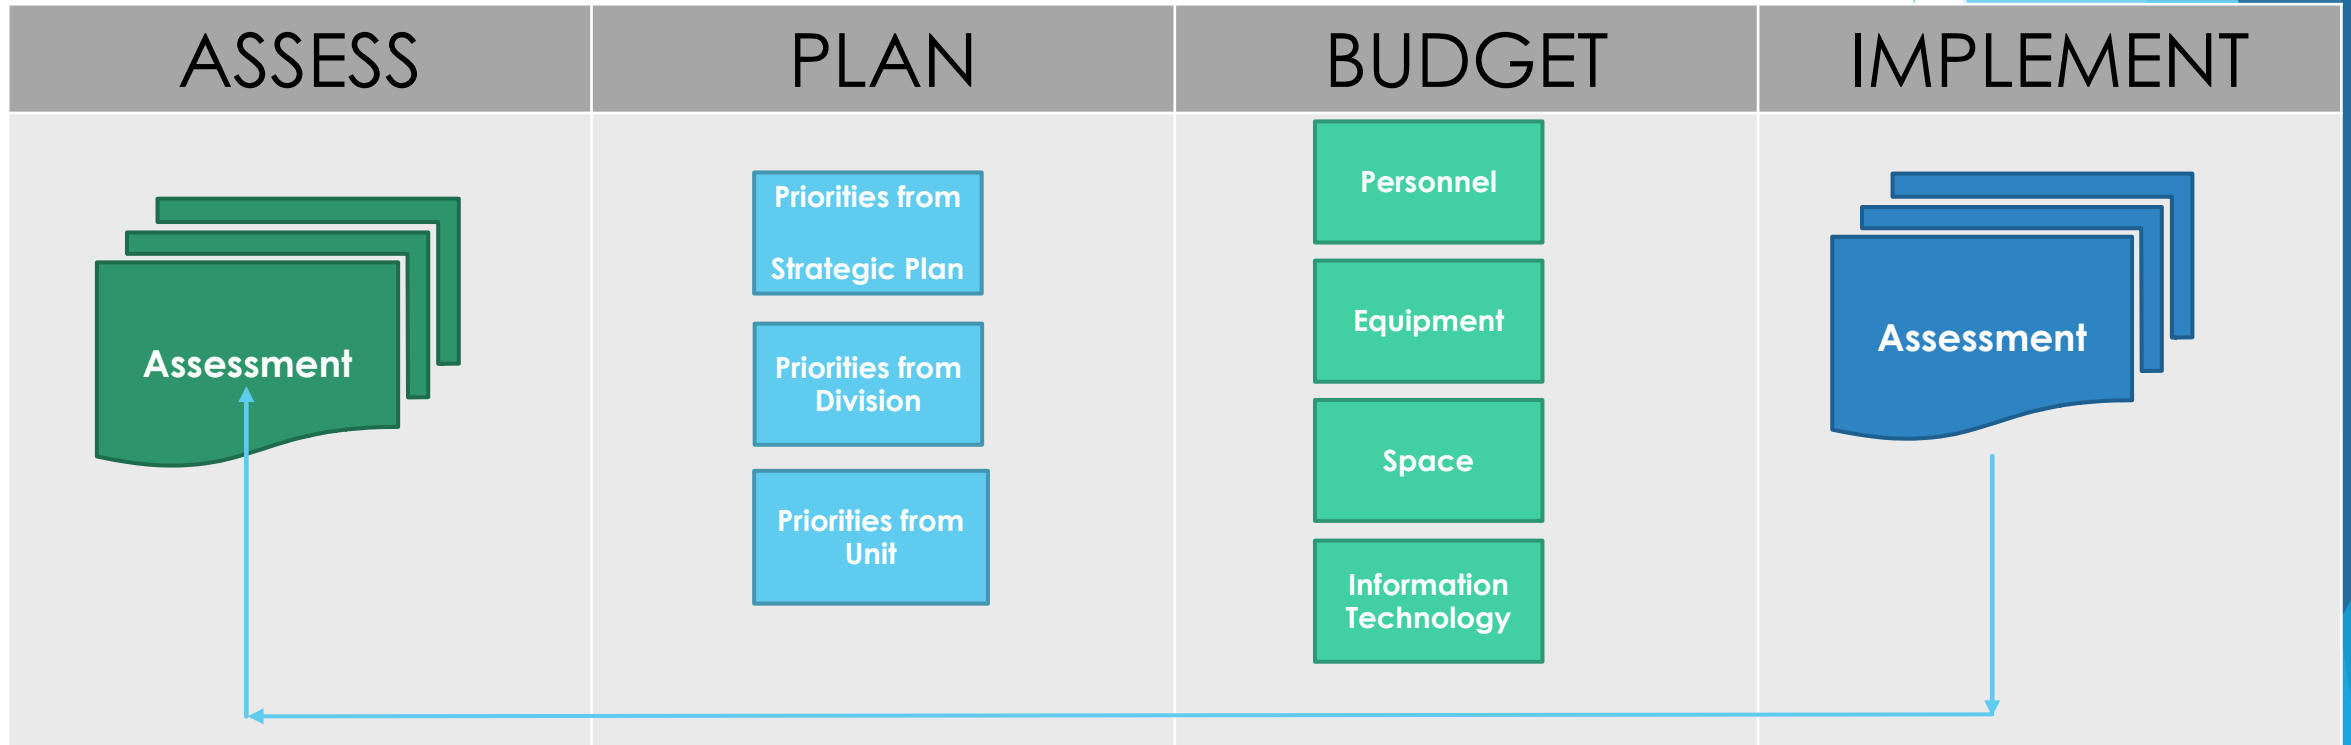 ASSESS
PLAN
BUDGET
IMPLEMENT
Assessment
Priorities from
Strategic Plan
Priorities from
Division
Priorities from
Unit
Personnel
Equipment
Space
Information
Technology
Assessment